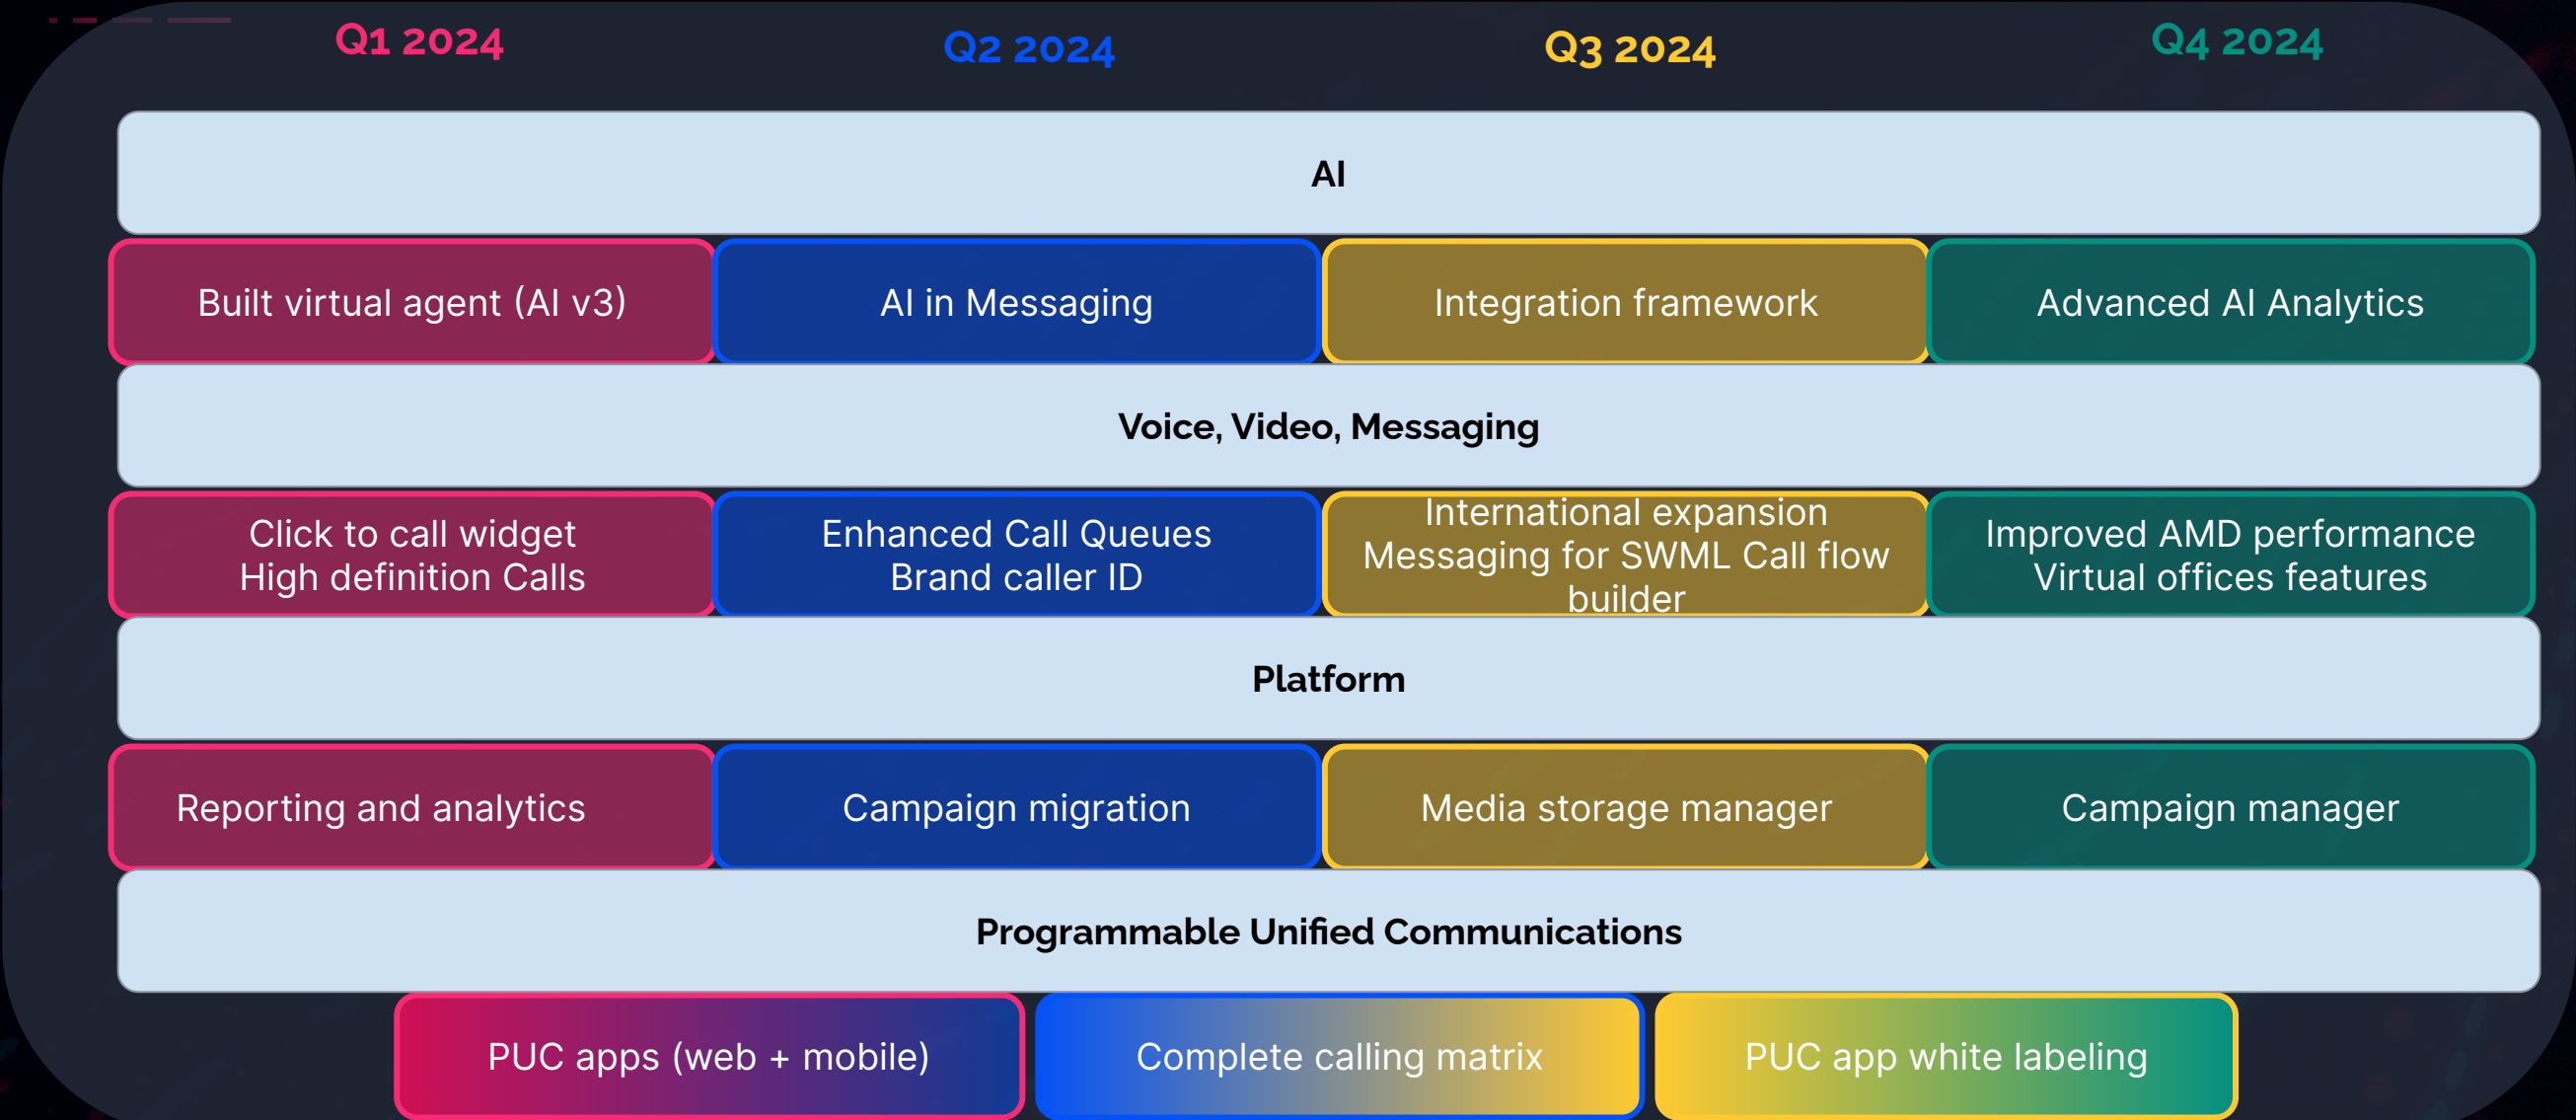 Q1 2024
Q2 2024
Q3 2024
Q4 2024
AI
Built virtual agent (AI v3)
AI in Messaging
Integration framework
Advanced AI Analytics
Voice, Video, Messaging
Click to call widget
High definition Calls
Enhanced Call Queues
Brand caller ID
International expansion
Messaging for SWML Call flow
builder
Improved AMD performance
Virtual offices features
Platform
Reporting and analytics
Campaign migration
Media storage manager
Campaign manager
Programmable Unified Communications
PUC apps (web + mobile)
Complete calling matrix
PUC app white labeling